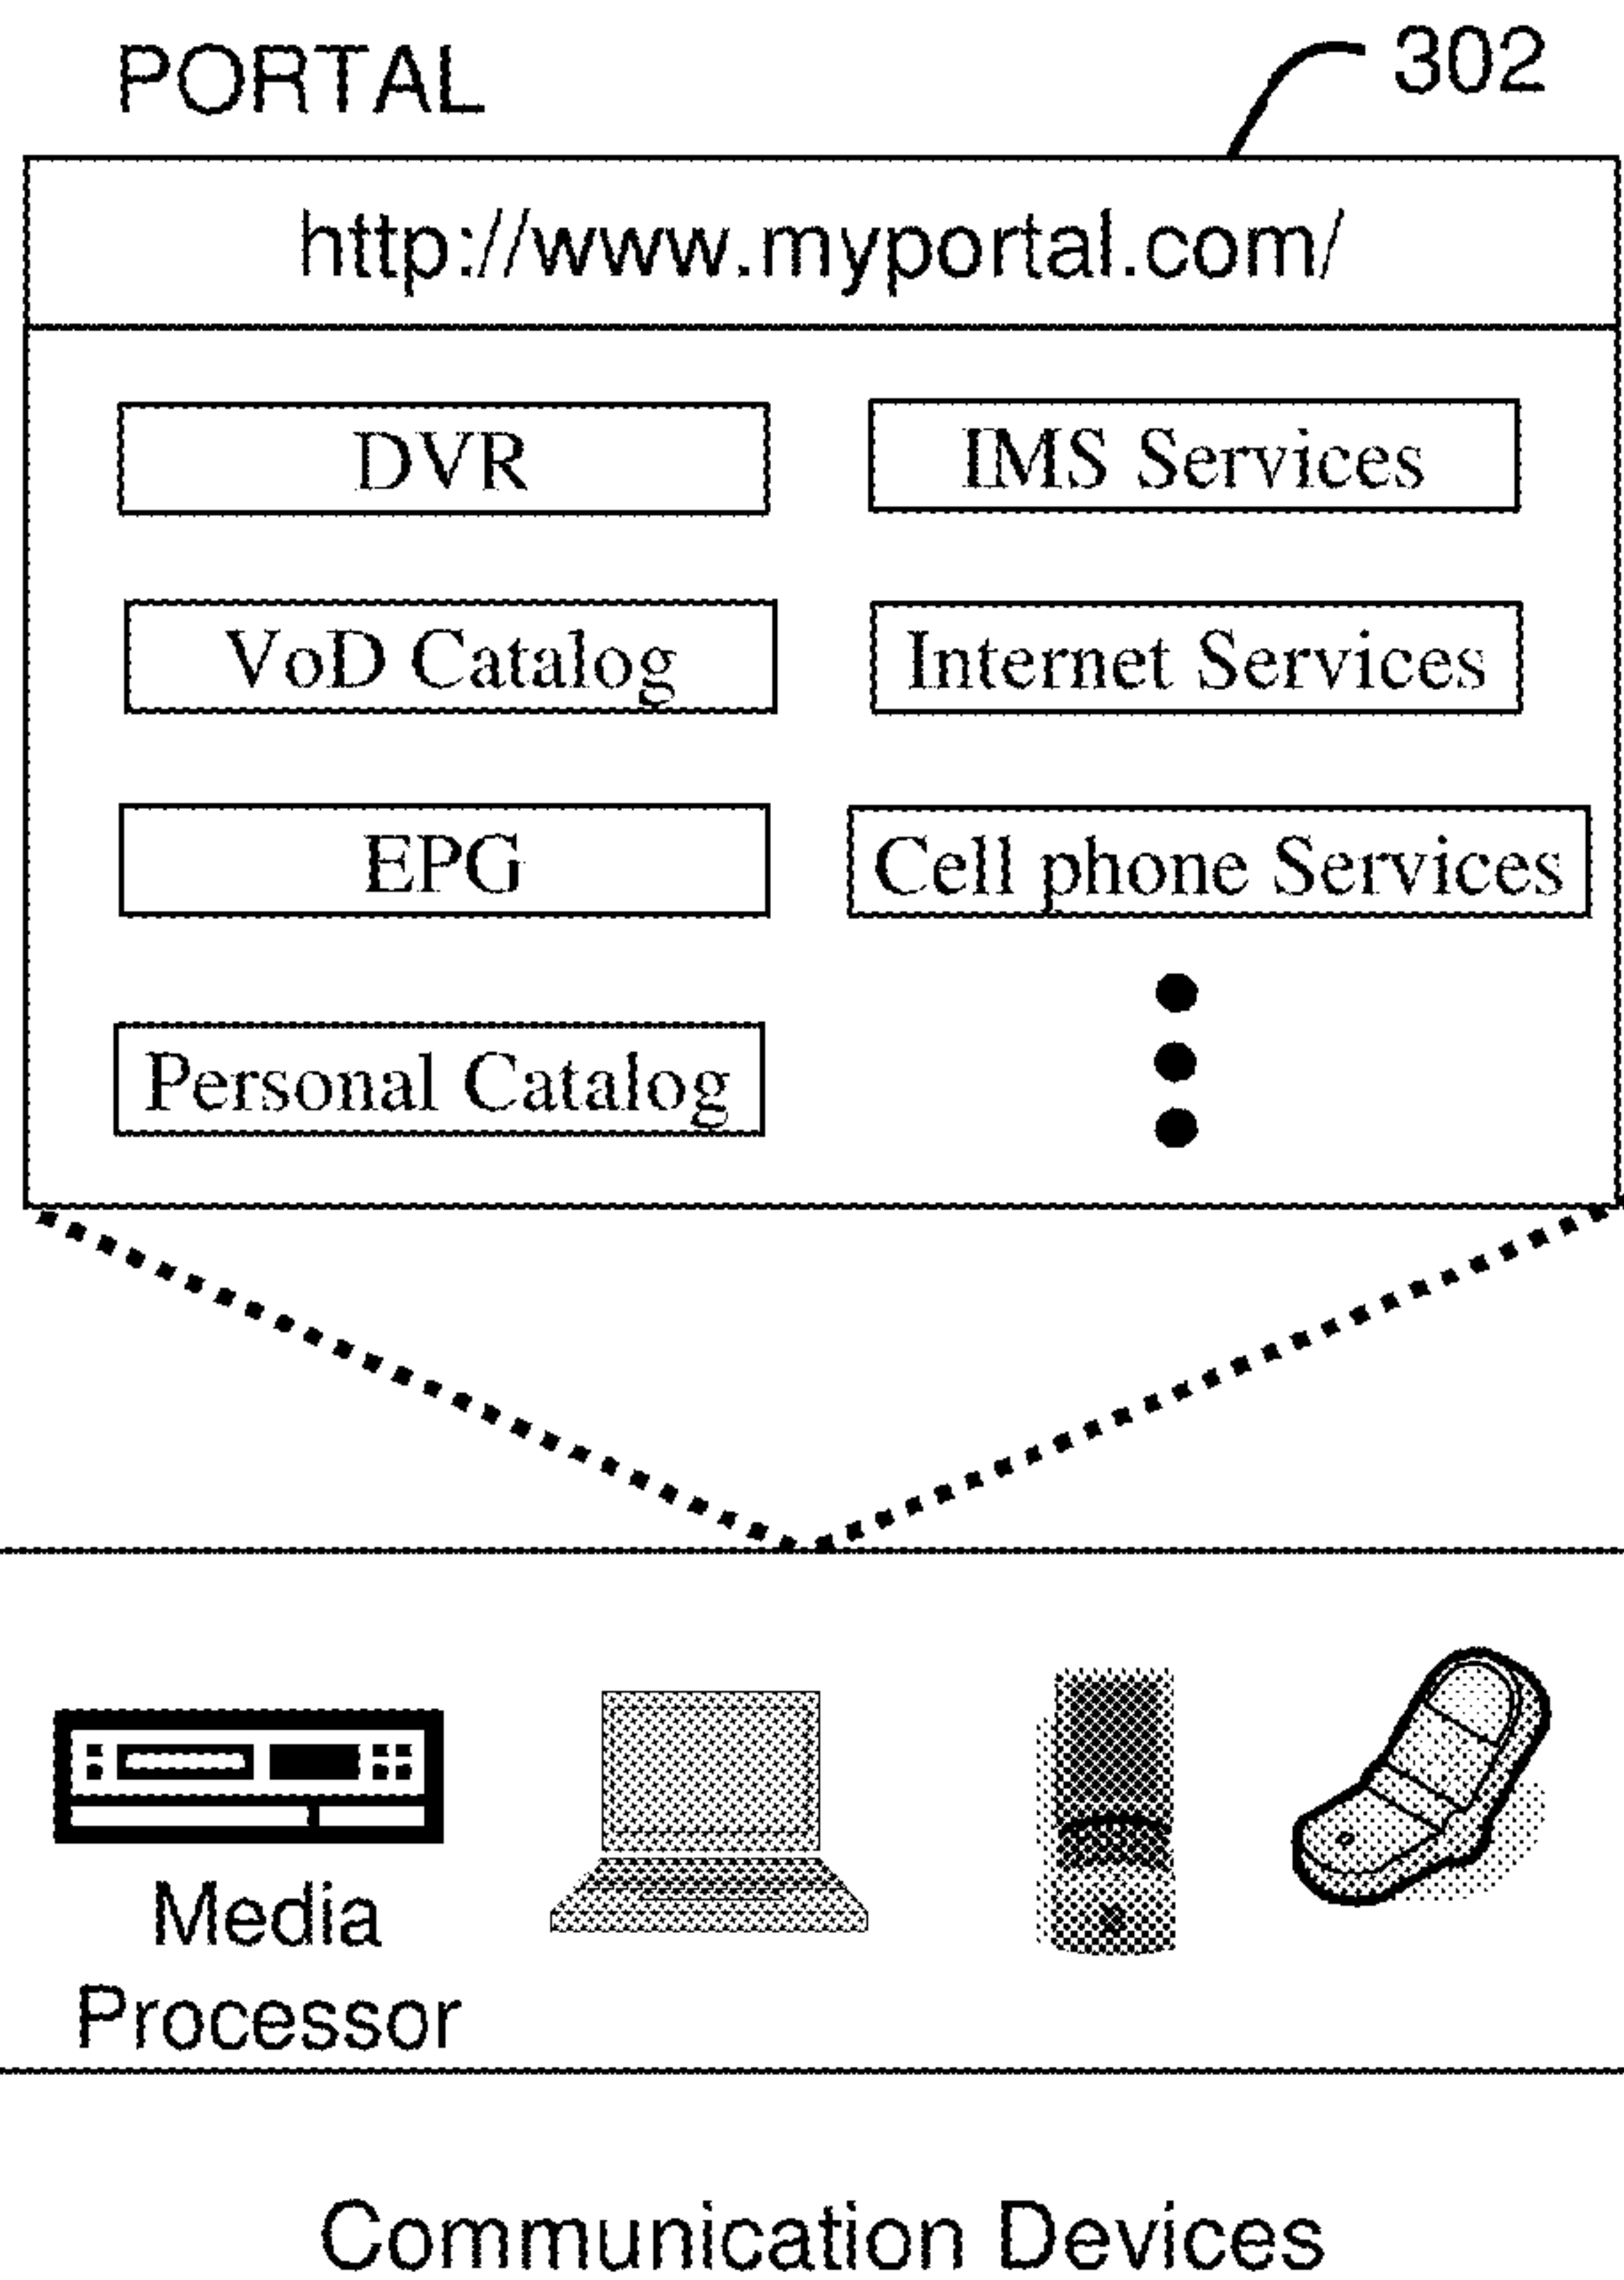 PORTAL
302
http://www.myportal.com/
DVR
IMS Services
VoD Catalog
Internet Services
EPG
Cell phone Services
Personal Catalog
Media
Processor
Communication Devices